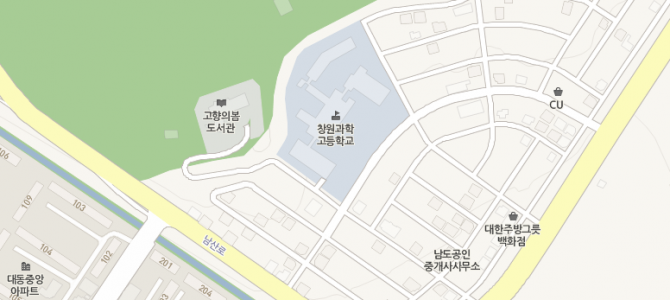 CU
고향의봄
도서관
창원과학
고등학교
106
109
103
104
102
남산로
대한주방그릇
백화점
남도공인
중개사사무소
대동중앙
아파트
201
204